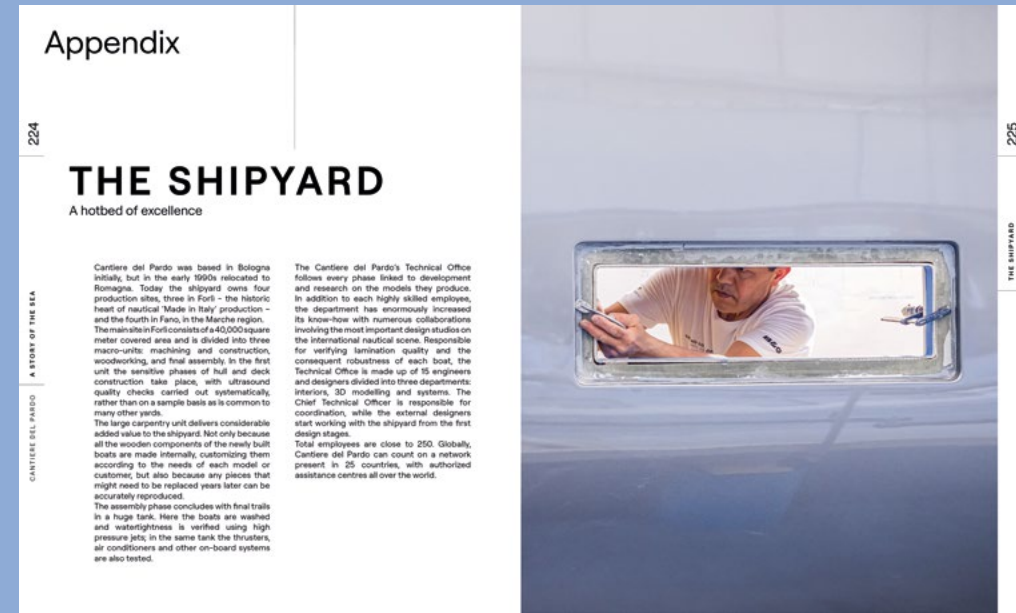 Appendix
224
THE SHIPYARD
A hotbed of excellence
A STORY OF THE SEA
CANTIERE DEL PARDO
Cantiere del Pardo was based in Bologna
initially, but in the early 1990s relocated to
Romagna. Today the shipyard owns four
production sites, three in Forlì – the historic
heart of nautical 'Made in Italy' production –
and the fourth in Fano, in the Marche region.
The main site in Forlì consists of a 40,000 square
meter covered area and is divided into three
macro-units: machining and construction,
woodworking, and final assembly. In the first
unit the sensitive phases of hull and deck
construction take place, with ultrasound
quality checks carried out systematically,
rather than on a sample basis as is common to
many other yards.
The large carpentry unit delivers considerable
added value to the shipyard. Not only because
all the wooden components of the newly built
boats are made internally, customizing them
according to the needs of each model or
customer, but also because any pieces that
might need to be replaced years later can be
accurately reproduced.
The assembly phase concludes with final trails
in a huge tank. Here the boats are washed
and watertightness is verified using high
pressure jets; in the same tank the thrusters,
air conditioners and other on-board systems
are also tested.
The Cantiere del Pardo's Technical Office
follows every phase linked to development
and research on the models they produce.
In addition to each highly skilled employee,
the department has enormously increased
its know-how with numerous collaborations
involving the most important design studios on
the international nautical scene. Responsible
for verifying lamination quality and the
consequent robustness of each boat, the
Technical Office is made up of 15 engineers
and designers divided into three departments:
interiors, 3D modelling and systems. The
Chief Technical Officer is responsible for
coordination, while the external designers
start working with the shipyard from the first
design stages.
Total employees are close to 250. Globally,
Cantiere del Pardo can count on a network
present in 25 countries, with authorized
assistance centres all over the world.
225
THE SHIPYARD